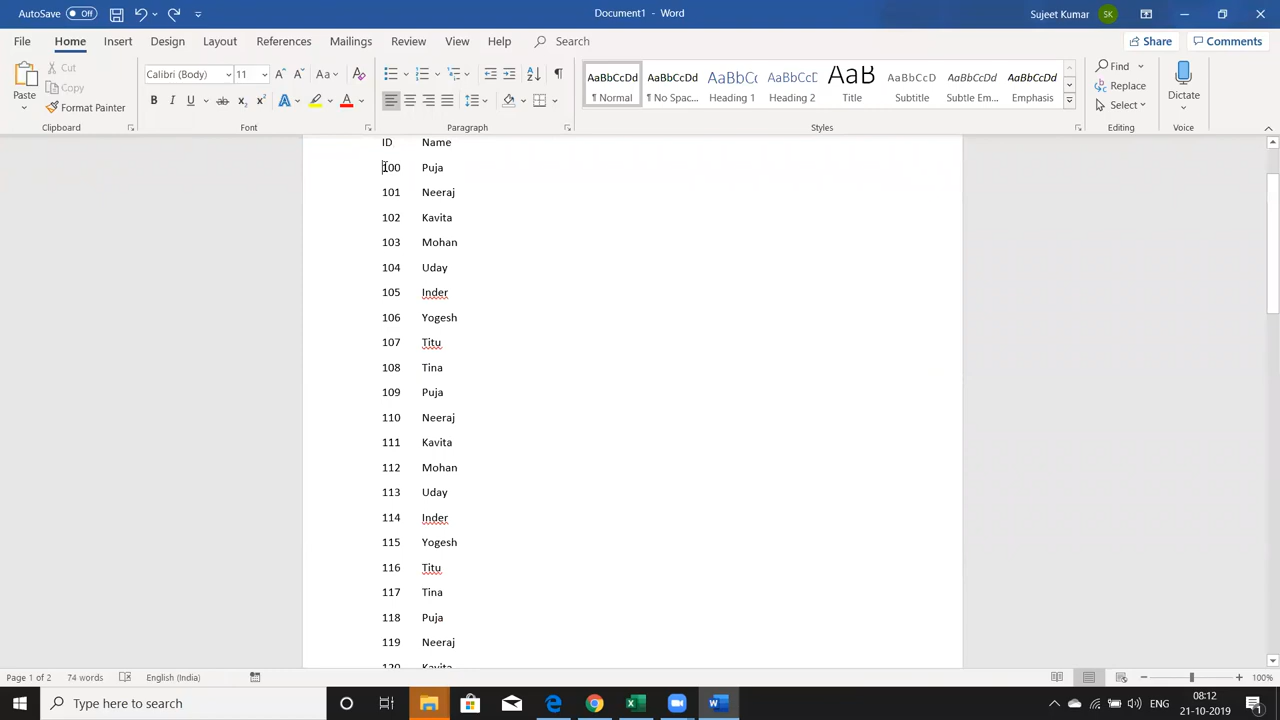 AutoSave Off
Document1 - Word
Sujeet Kumar SK
File Home Insert Design Layout References Mailings Review View Help Search
Share Comments
Paste
Cut
Copy
Format Painter
Clipboard
Calibri (Body) 11
Font
Paragraph
AaBbCcDd AaBbCcDd AaBbCc AaBbCcD AaB AaBbCcD AaBbCcDd AaBbCcDd
¶ Normal ¶ No Spac... Heading 1 Heading 2 Title Subtitle Subtle Em... Emphasis
Styles
Find
Replace
Select
Editing
Dictate
Voice
ID Name
100 Puja
101 Neeraj
102 Kavita
103 Mohan
104 Uday
105 Inder
106 Yogesh
107 Titu
108 Tina
109 Puja
110 Neeraj
111 Kavita
112 Mohan
113 Uday
114 Inder
115 Yogesh
116 Titu
117 Tina
118 Puja
119 Neeraj
120 Kavita
Page 1 of 2 74 words English (India) 100%
Type here to search
ENG
08:12
21-10-2019